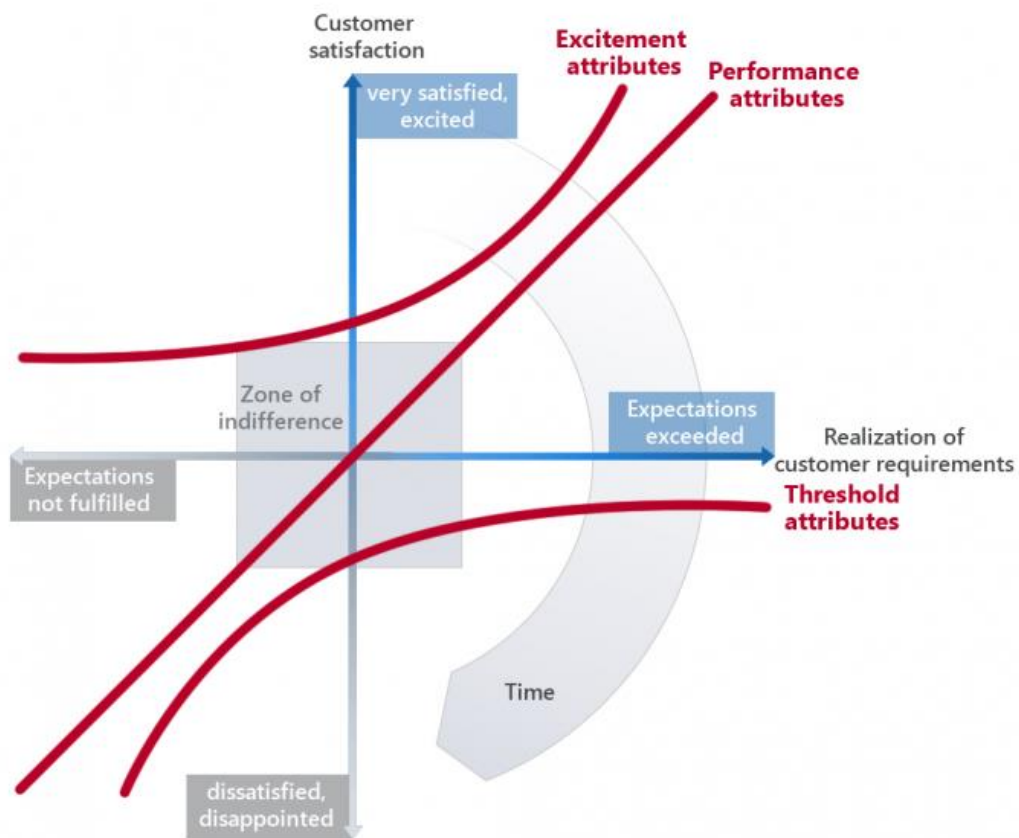 Customer
satisfaction
Excitement
attributes
Performance
attributes
very satisfied,
excited
Zone of
indifference
Expectations
exceeded
Realization of
customer requirements
Expectations
not fulfilled
Threshold
attributes
Time
dissatisfied,
disappointed